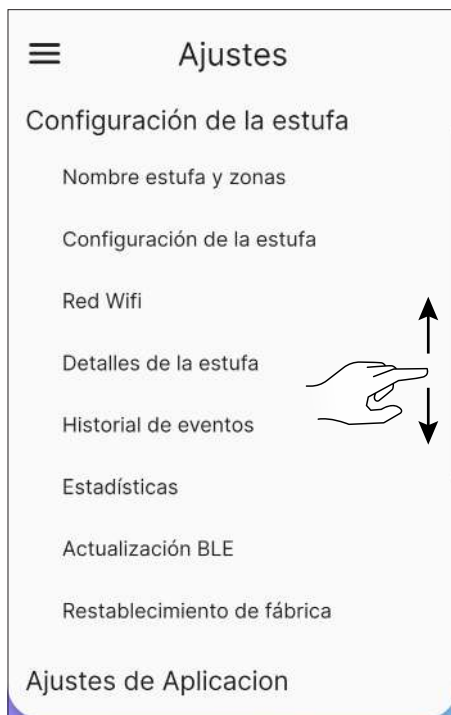 Ajustes
Configuración de la estufa
Nombre estufa y zonas
Configuración de la estufa
Red Wifi
Detalles de la estufa
Historial de eventos
Estadísticas
Actualización BLE
Restablecimiento de fábrica
Ajustes de Aplicacion